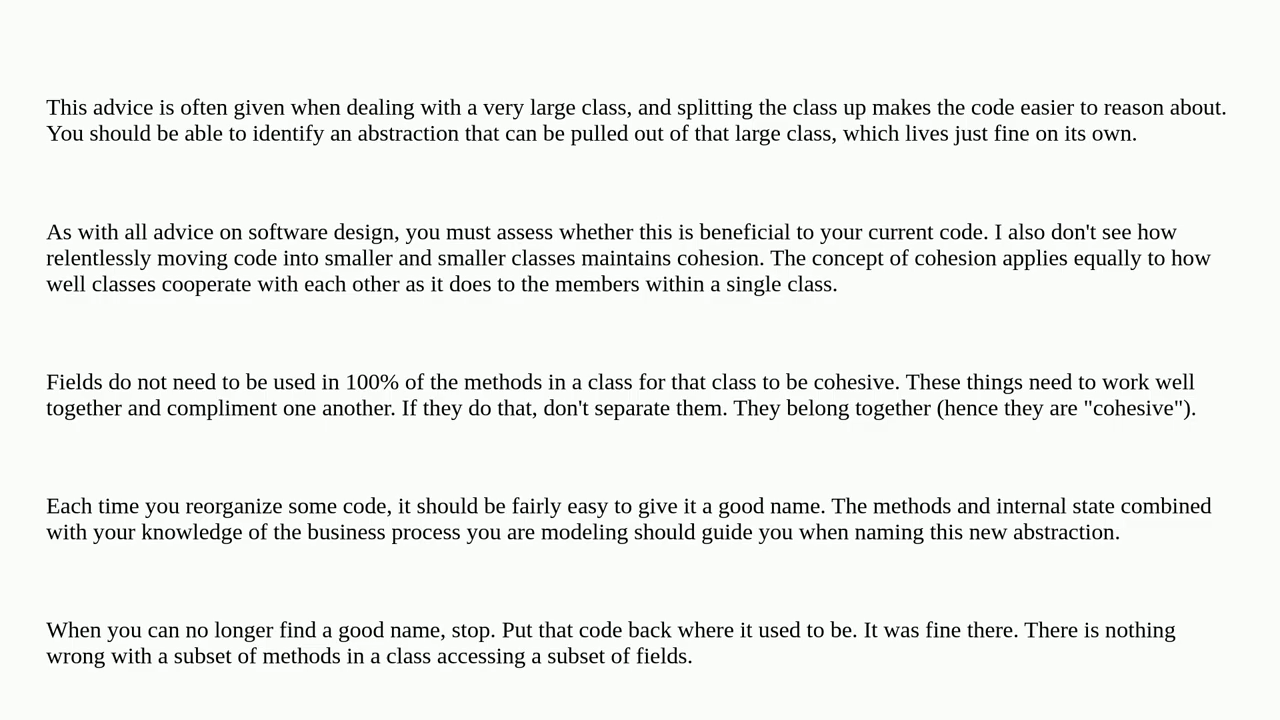 This advice is often given when dealing with a very large class, and splitting the class up makes the code easier to reason about.
You should be able to identify an abstraction that can be pulled out of that large class, which lives just fine on its own.
As with all advice on software design, you must assess whether this is beneficial to your current code. I also don't see how
relentlessly moving code into smaller and smaller classes maintains cohesion. The concept of cohesion applies equally to how
well classes cooperate with each other as it does to the members within a single class.
Fields do not need to be used in 100% of the methods in a class for that class to be cohesive. These things need to work well
together and compliment one another. If they do that, don't separate them. They belong together (hence they are "cohesive").
Each time you reorganize some code, it should be fairly easy to give it a good name. The methods and internal state combined
with your knowledge of the business process you are modeling should guide you when naming this new abstraction.
When you can no longer find a good name, stop. Put that code back where it used to be. It was fine there. There is nothing
wrong with a subset of methods in a class accessing a subset of fields.